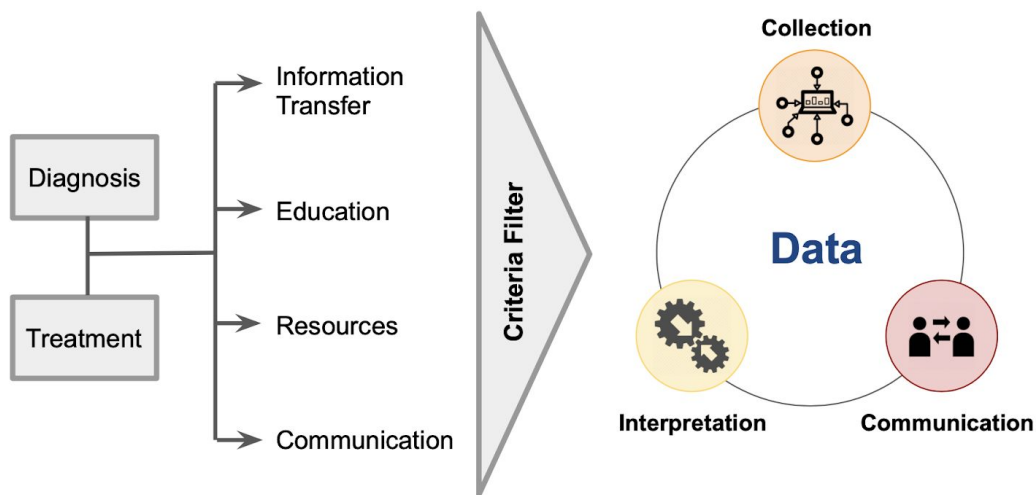 Diagnosis
Treatment
Information
Transfer
Education
Resources
Communication
Criteria Filter
Collection
Data
Interpretation
Communication